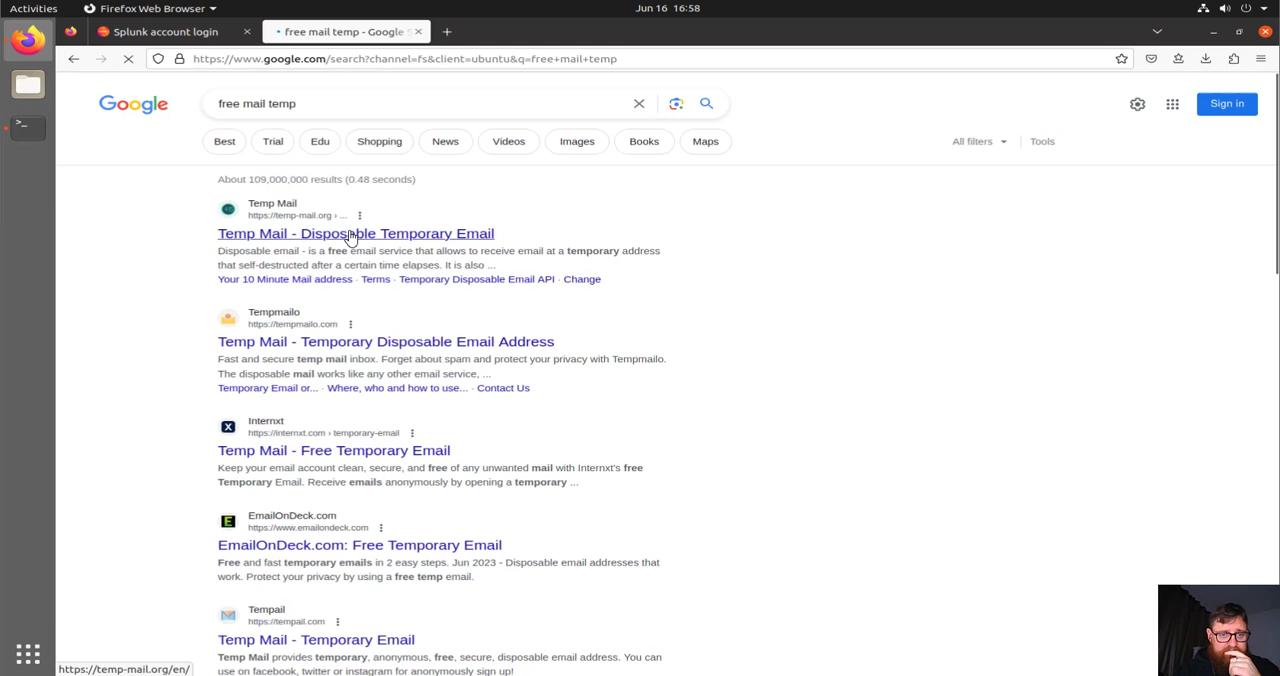 Activities
Firefox Web Browser
Jun 16 16:58
Splunk account login
free mail temp - Google S
https://www.google.com/search?channel=fs&client=ubuntu&q=free+mail+temp
Google
free mail temp
Sign in
Best
Trial
Edu
Shopping
News
Videos
Images
Books
Maps
All filters
Tools
About 109,000,000 results (0.48 seconds)
Temp Mail
https://temp-mail.org › ...
Temp Mail - Disposable Temporary Email
Disposable email - is a free email service that allows to receive email at a temporary address
that self-destructed after a certain time elapses. It is also ...
Your 10 Minute Mail address · Terms · Temporary Disposable Email API · Change
Tempmailo
https://tempmailo.com
Temp Mail - Temporary Disposable Email Address
Fast and secure temp mail inbox. Forget about spam and protect your privacy with Tempmailo.
The disposable mail works like any other email service, ...
Temporary Email or... · Where, who and how to use... · Contact Us
X
Internxt
https://internxt.com › temporary-email
Temp Mail - Free Temporary Email
Keep your email account clean, secure, and free of any unwanted mail with Internxt's free
Temporary Email. Receive emails anonymously by opening a temporary ...
E
EmailOnDeck.com
https://www.emailondeck.com
EmailOnDeck.com: Free Temporary Email
Free and fast temporary emails in 2 easy steps. Jun 2023 - Disposable email addresses that
work. Protect your privacy by using a free temp email.
Tempail
https://tempail.com
Temp Mail - Temporary Email
Temp Mail provides temporary, anonymous, free, secure, disposable email address. You can
use on facebook, twitter or instagram for anonymously sign up!
https://temp-mail.org/en/